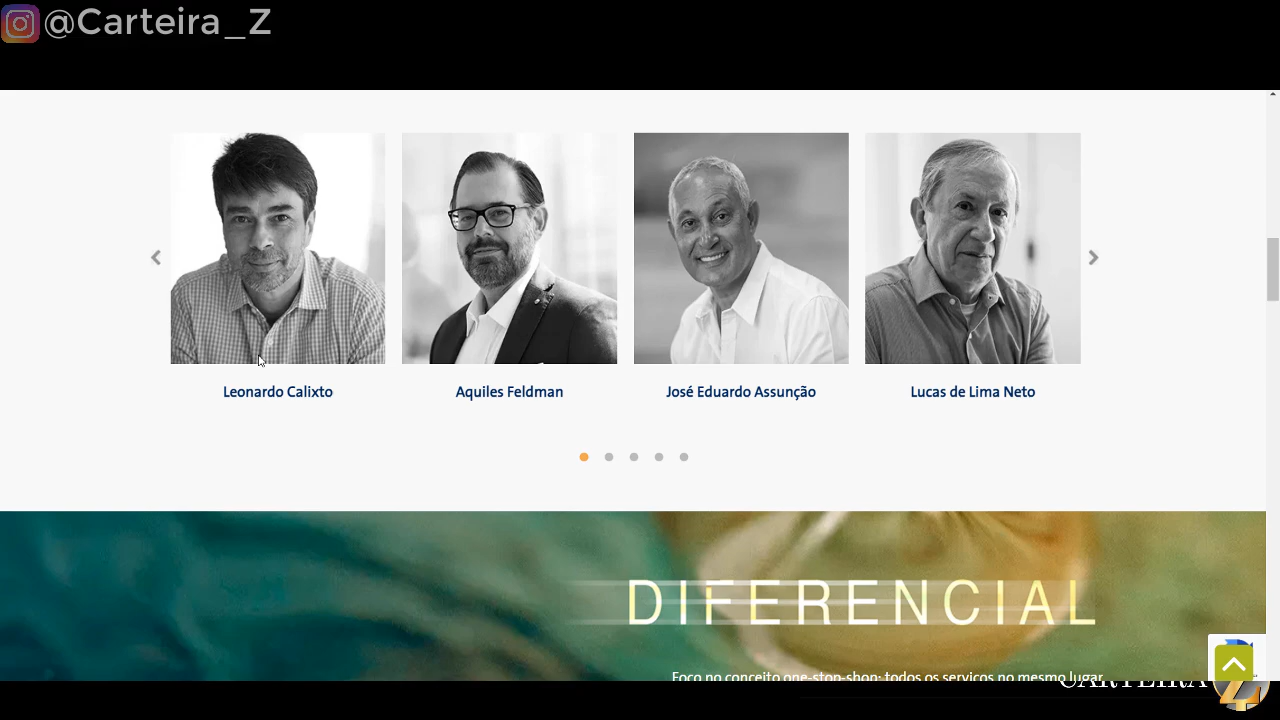 @Carteira_Z
Leonardo Calixto
Aquiles Feldman
José Eduardo Assunção
Lucas de Lima Neto
DIFERENCIAL
Foco no conceito one-stop-shop: todos os serviços no mesmo lugar
CARTEIRA